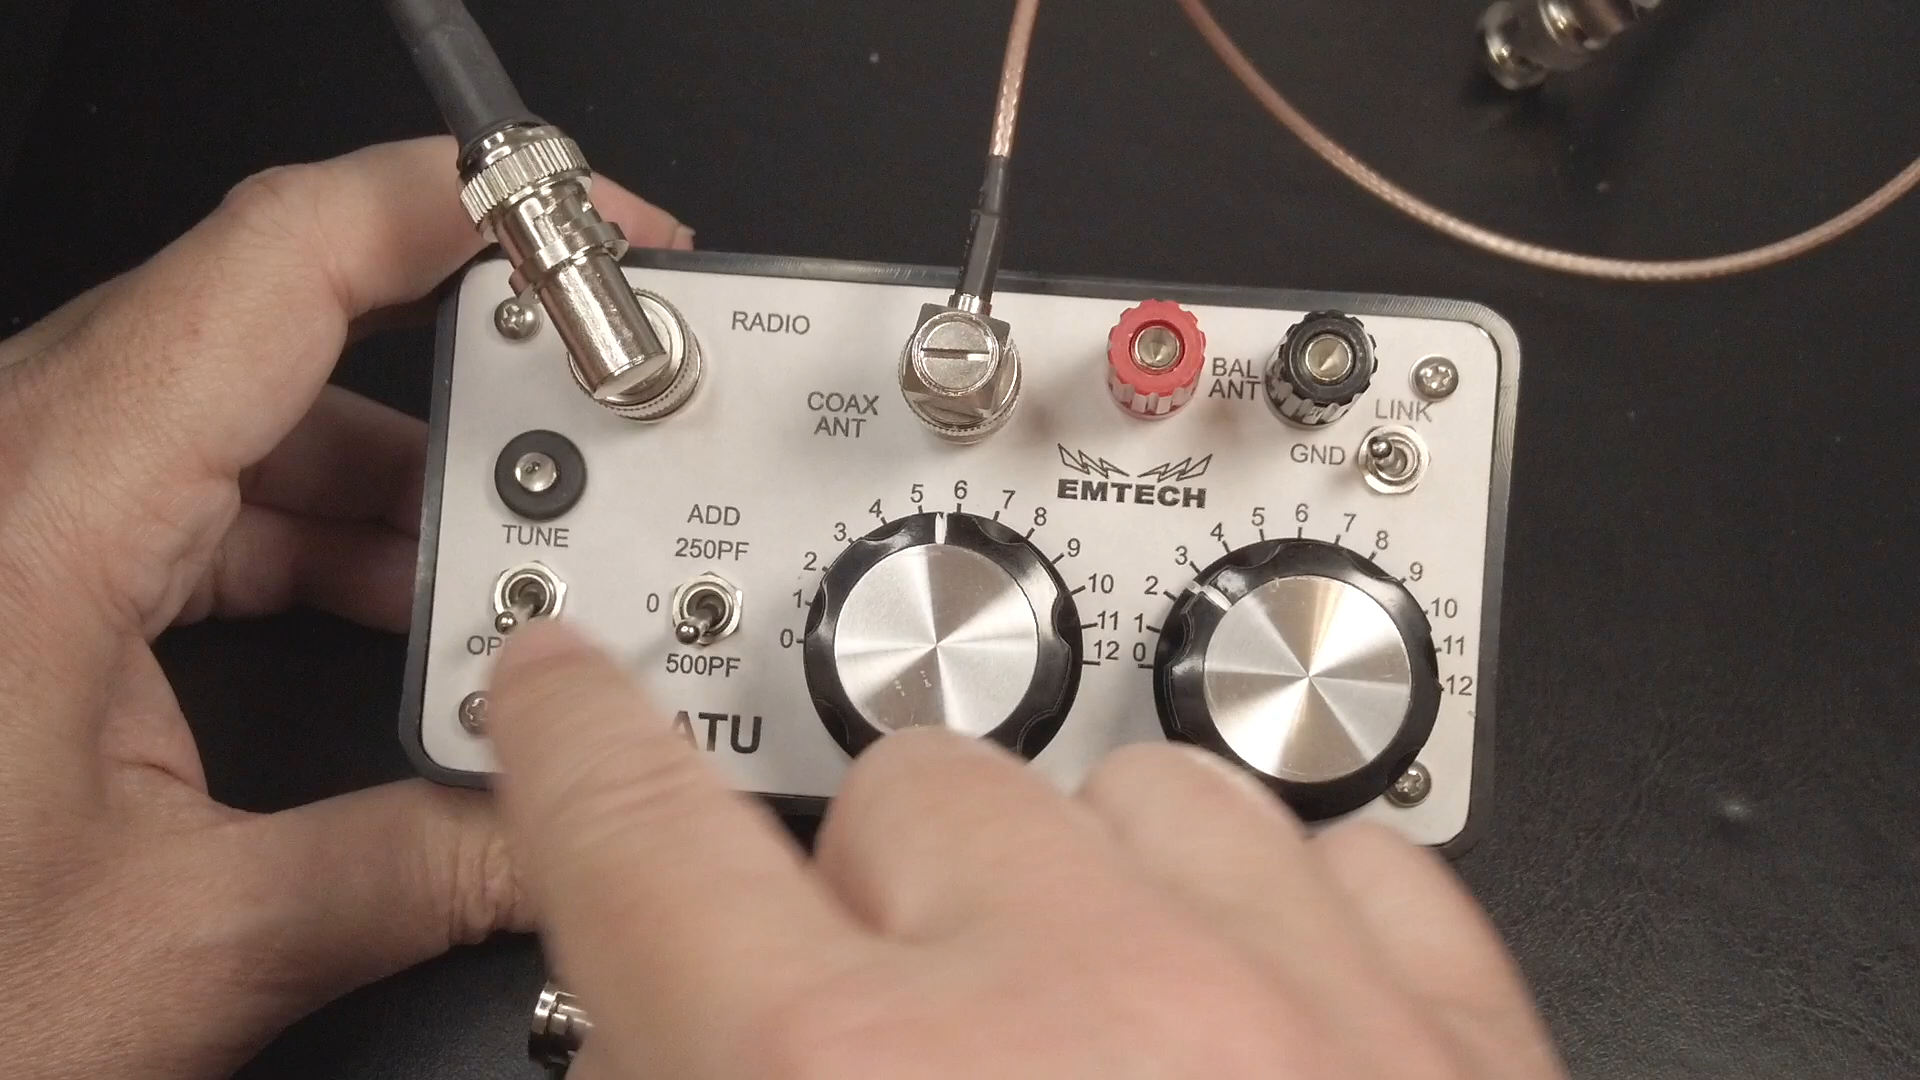 RADIO
COAX
ANT
BAL
ANT
LINK
GND
EMTECH
TUNE
ADD
250PF
0
500PF
ATU
0 1 2 3 4 5 6 7 8 9 10 11 12
0 1 2 3 4 5 6 7 8 9 10 11 12